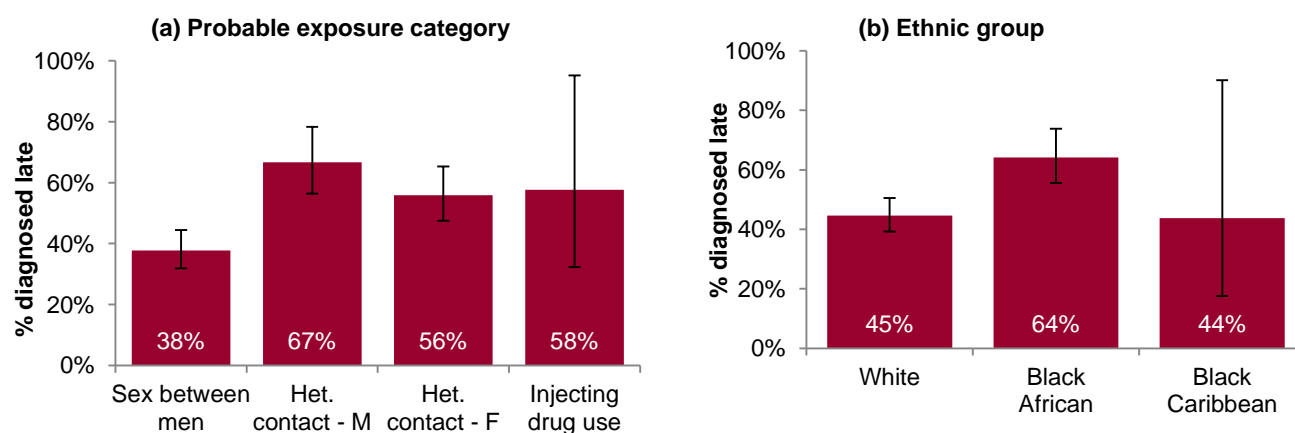 (a) Probable exposure category
% diagnosed late
100%
80%
60%
40%
20%
0%
38%
67%
56%
58%
Sex between
men
Het.
contact - M
Het.
contact - F
Injecting
drug use
(b) Ethnic group
% diagnosed late
100%
80%
60%
40%
20%
0%
45%
64%
44%
White
Black
African
Black
Caribbean